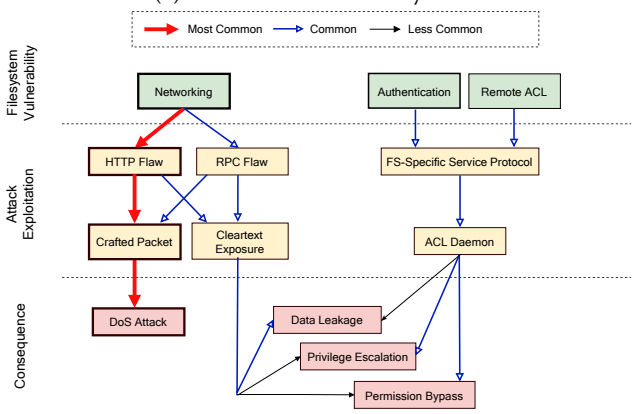 Most Common
Common
Less Common
Filesystem
Vulnerability
Networking
Authentication
Remote ACL
Attack
Exploitation
HTTP Flaw
RPC Flaw
FS-Specific Service Protocol
Crafted Packet
Cleartext
Exposure
ACL Daemon
Consequence
DoS Attack
Data Leakage
Privilege Escalation
Permission Bypass